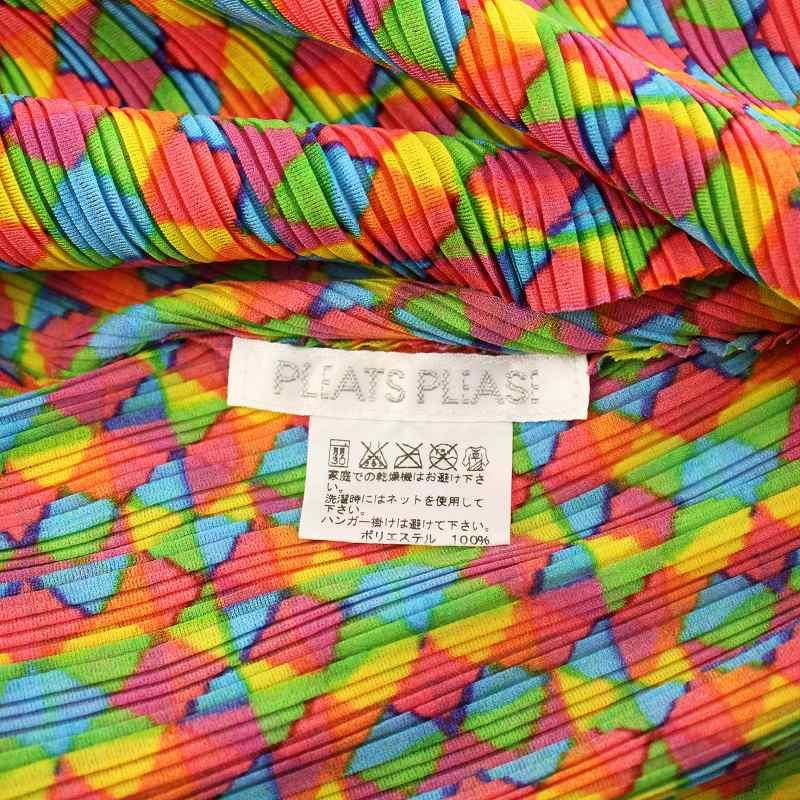 PLEATS PLEASE
家庭での乾燥機はお避け下さ
い。
洗濯時にはネットを使用して
下さい。
ハンガー掛けは避けて下さい。
ポリエステル 100%